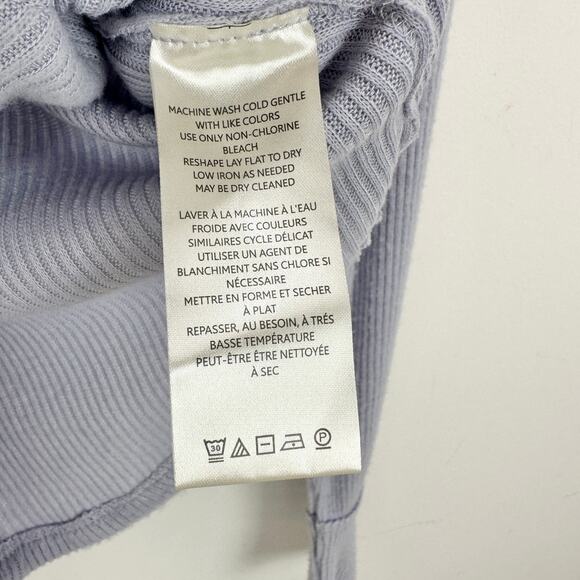 MACHINE WASH COLD GENTLE
WITH LIKE COLORS
USE ONLY NON-CHLORINE
BLEACH
RESHAPE LAY FLAT TO DRY
LOW IRON AS NEEDED
MAY BE DRY CLEANED
LAVER À LA MACHINE À L'EAU
FROIDE AVEC COULEURS
SIMILAIRES CYCLE DÉLICAT
UTILISER UN AGENT DE
BLANCHIMENT SANS CHLORE SI
NÉCESSAIRE
METTRE EN FORME ET SECHER
À PLAT
REPASSER, AU BESOIN, À TRÉS
BASSE TEMPÉRATURE
PEUT-ÊTRE ÊTRE NETTOYÉE
À SEC
30 P